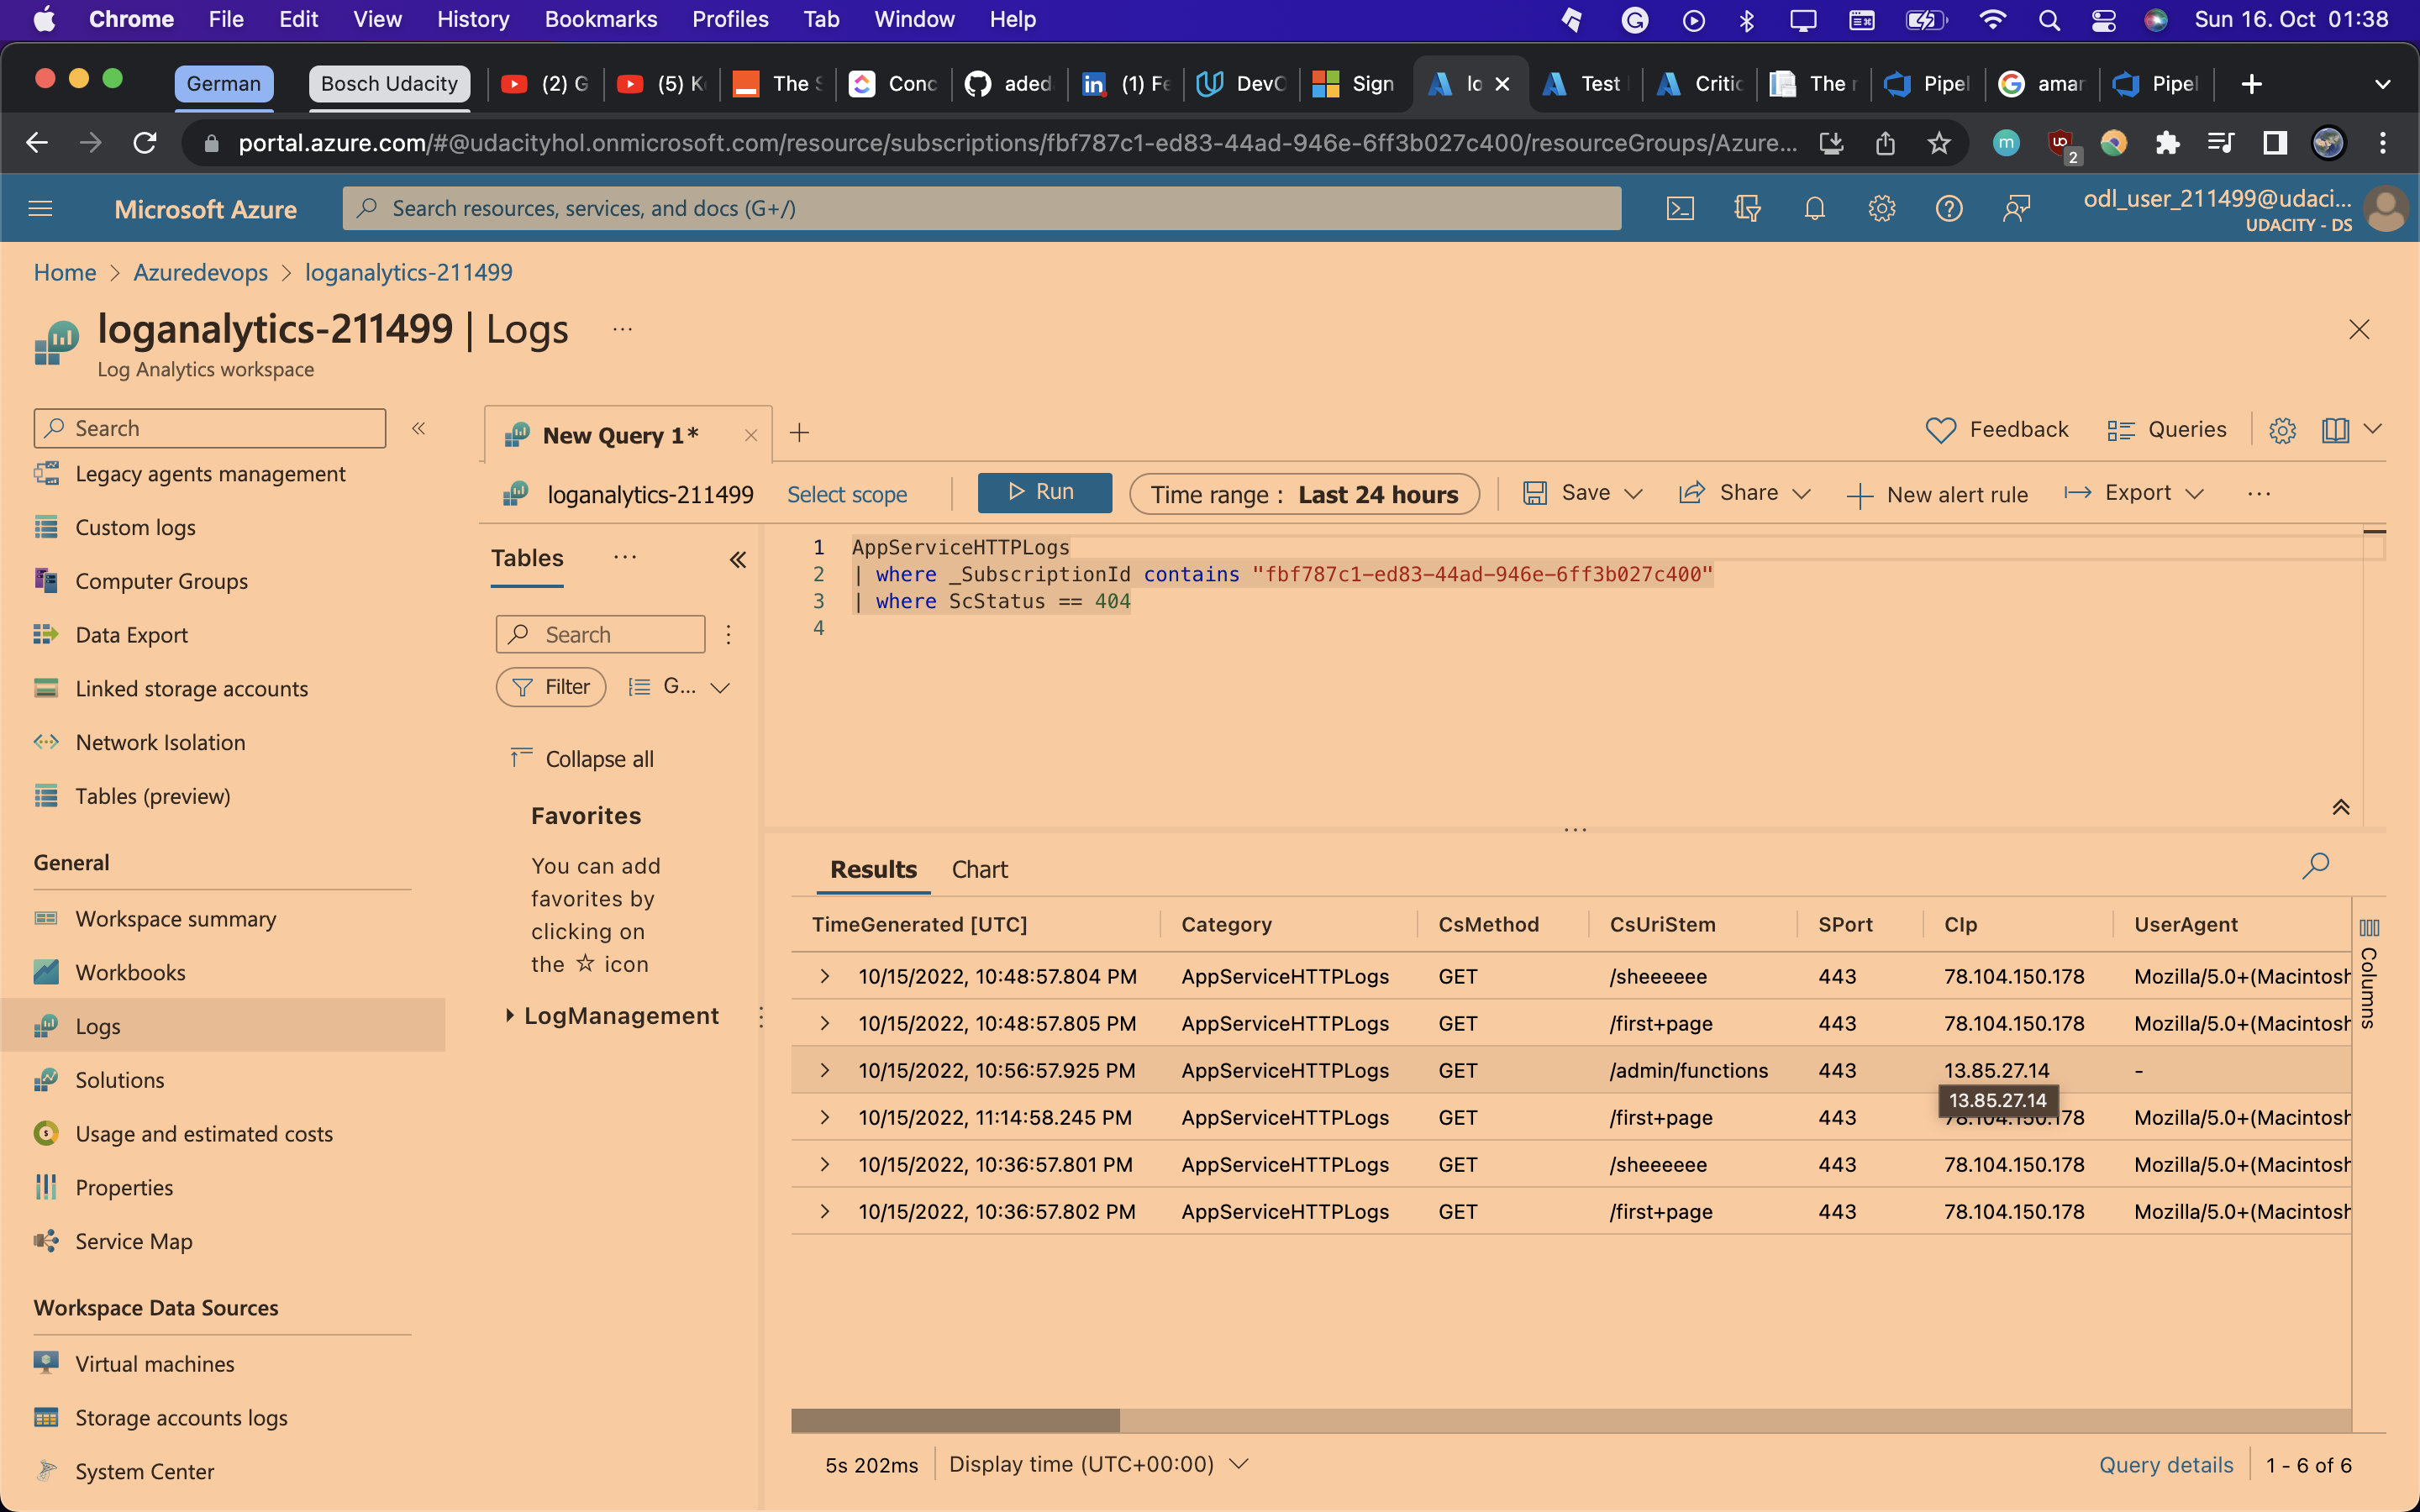 Chrome File Edit View History Bookmarks Profiles Tab Window Help Sun 16. Oct 01:38
German Bosch Udacity (2) G (5) K The S Conc aded (1) Fe DevO Sign lo Test Critic The r Pipel amar Pipel
portal.azure.com/#@udacityhol.onmicrosoft.com/resource/subscriptions/fbf787c1-ed83-44ad-946e-6ff3b027c400/resourceGroups/Azure... m 2
Microsoft Azure Search resources, services, and docs (G+/) odl_user_211499@udaci...
UDACITY - DS
Home > Azuredevops > loganalytics-211499
loganalytics-211499 | Logs ...
Log Analytics workspace
Search «
Legacy agents management
Custom logs
Computer Groups
Data Export
Linked storage accounts
Network Isolation
Tables (preview)
General
Workspace summary
Workbooks
Logs
Solutions
Usage and estimated costs
Properties
Service Map
Workspace Data Sources
Virtual machines
Storage accounts logs
System Center
New Query 1* Feedback Queries
loganalytics-211499 Select scope Run Time range : Last 24 hours Save Share New alert rule Export ...
Tables ...
Search
Filter G...
Collapse all
Favorites
You can add
favorites by
clicking on
the ☆ icon
LogManagement
1 AppServiceHTTPLogs
2 | where _SubscriptionId contains "fbf787c1-ed83-44ad-946e-6ff3b027c400"
3 | where ScStatus == 404
4
Results Chart
TimeGenerated [UTC] Category CsMethod CsUriStem SPort CIp UserAgent
10/15/2022, 10:48:57.804 PM AppServiceHTTPLogs GET /sheeeeee 443 78.104.150.178 Mozilla/5.0+(Macintosh
10/15/2022, 10:48:57.805 PM AppServiceHTTPLogs GET /first+page 443 78.104.150.178 Mozilla/5.0+(Macintosh
10/15/2022, 10:56:57.925 PM AppServiceHTTPLogs GET /admin/functions 443 13.85.27.14 -
13.85.27.14
10/15/2022, 11:14:58.245 PM AppServiceHTTPLogs GET /first+page 443 78.104.150.178 Mozilla/5.0+(Macintosh
10/15/2022, 10:36:57.801 PM AppServiceHTTPLogs GET /sheeeeee 443 78.104.150.178 Mozilla/5.0+(Macintosh
10/15/2022, 10:36:57.802 PM AppServiceHTTPLogs GET /first+page 443 78.104.150.178 Mozilla/5.0+(Macintosh
Columns
5s 202ms Display time (UTC+00:00) Query details 1 - 6 of 6